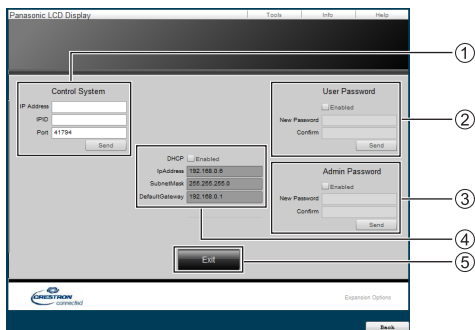 Panasonic LCD Display Tools Info Help
Control System
IP Address
IPID
Port 41794
Send
User Password
Enabled
New Password
Confirm
Send
DHCP Enabled
IpAddress 192.168.0.6
SubnetMask 255.255.255.0
DefaultGateway 192.168.0.1
Admin Password
Enabled
New Password
Confirm
Send
Exit
CRESTRON
connected
Expansion Options
Back
1
2
3
4
5